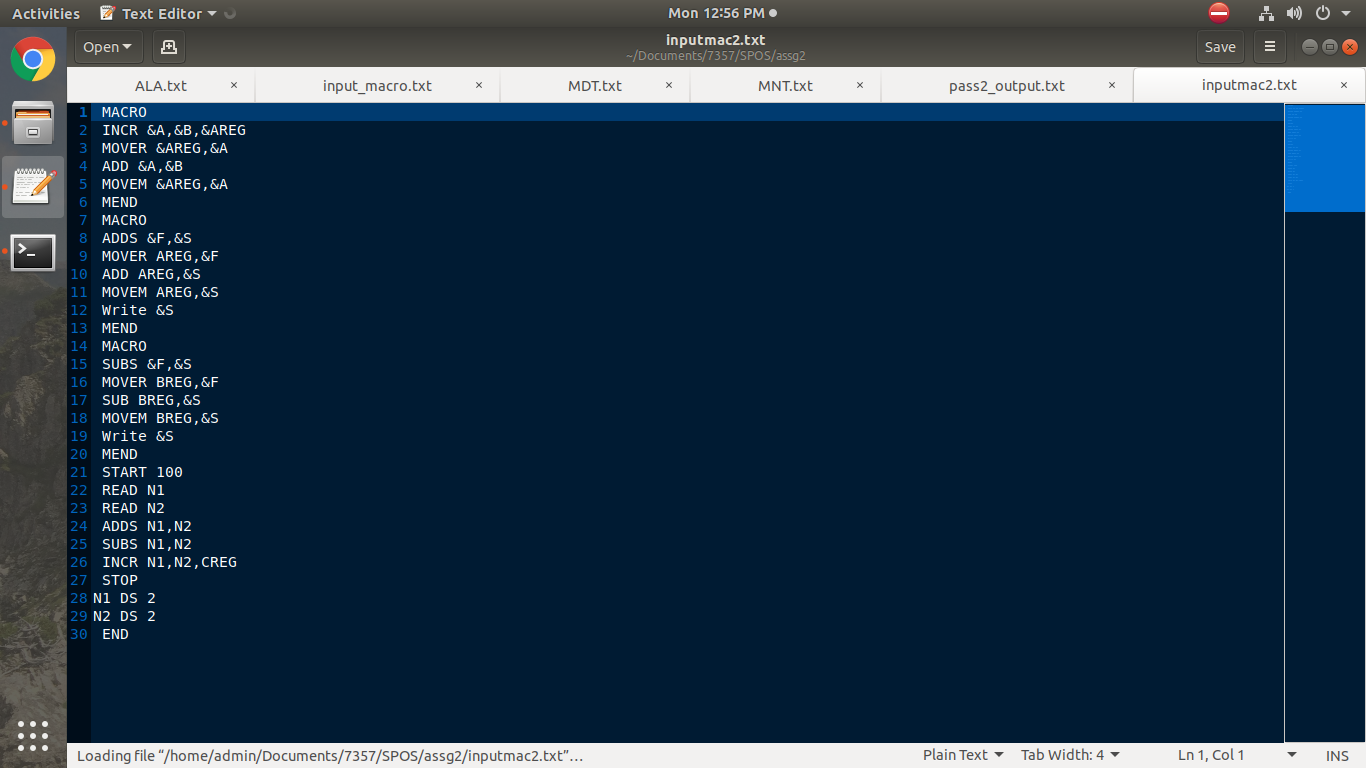 Activities Text Editor Mon 12:56 PM
Open inputmac2.txt Save
~/Documents/7357/SPOS/assg2
ALA.txt input_macro.txt MDT.txt MNT.txt pass2_output.txt inputmac2.txt
1 MACRO
2 INCR &A,&B,&AREG
3 MOVER &AREG,&A
4 ADD &A,&B
5 MOVEM &AREG,&A
6 MEND
7 MACRO
8 ADDS &F,&S
9 MOVER AREG,&F
10 ADD AREG,&S
11 MOVEM AREG,&S
12 Write &S
13 MEND
14 MACRO
15 SUBS &F,&S
16 MOVER BREG,&F
17 SUB BREG,&S
18 MOVEM BREG,&S
19 Write &S
20 MEND
21 START 100
22 READ N1
23 READ N2
24 ADDS N1,N2
25 SUBS N1,N2
26 INCR N1,N2,CREG
27 STOP
28 N1 DS 2
29 N2 DS 2
30 END
Loading file “/home/admin/Documents/7357/SPOS/assg2/inputmac2.txt”… Plain Text Tab Width: 4 Ln 1, Col 1 INS